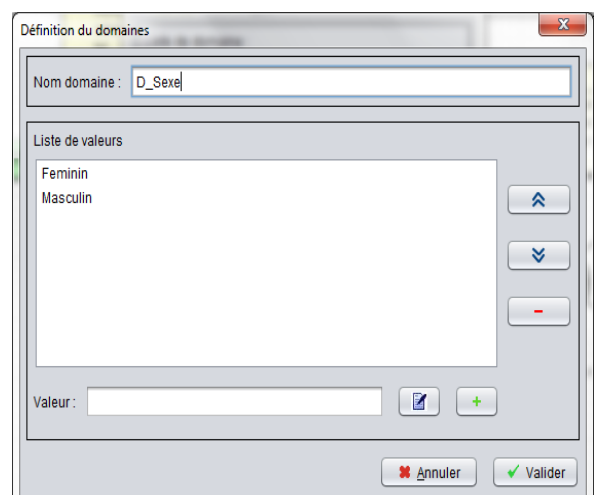 Définition du domaines
Nom domaine : D_Sexe
Liste de valeurs
Feminin
Masculin
Valeur :
Annuler Valider